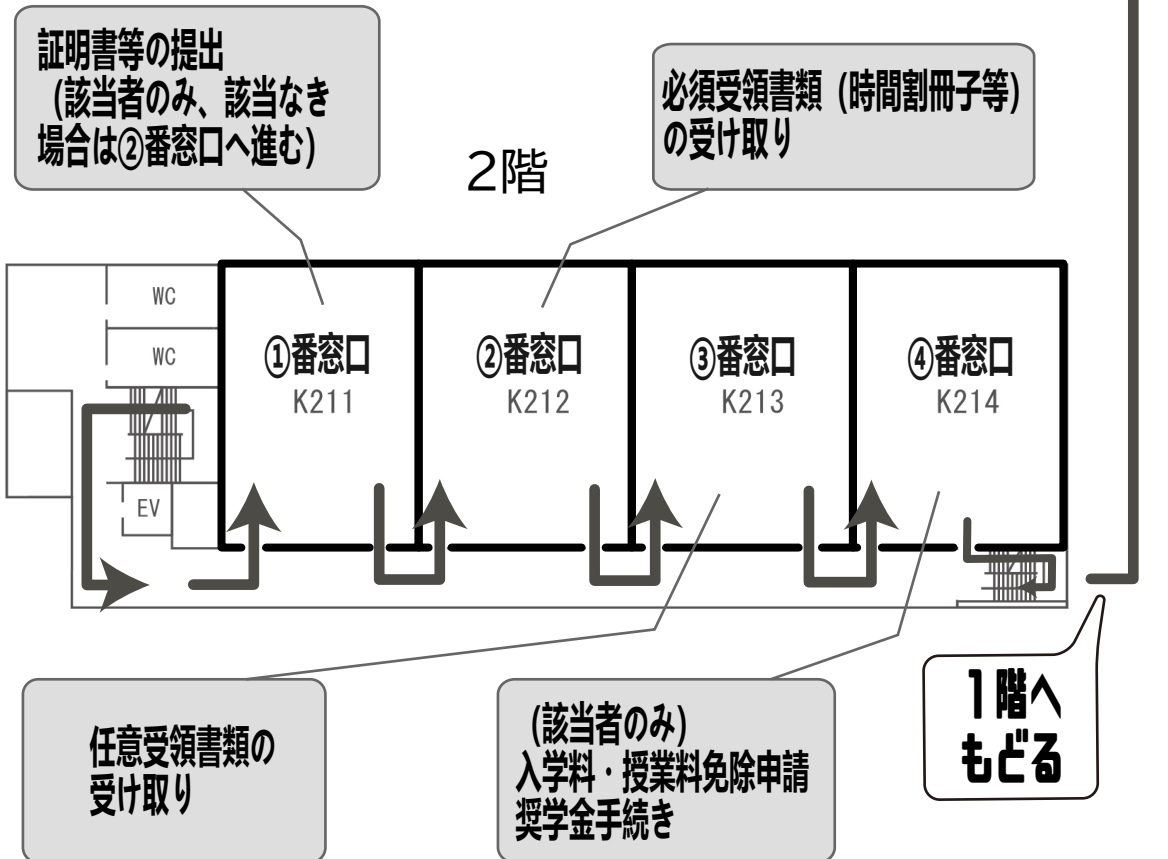 証明書等の提出
(該当者のみ、該当なき
場合は②番窓口へ進む)
必須受領書類 (時間割冊子等)
の受け取り
2階
WC
WC
EV
①番窓口
K211
②番窓口
K212
③番窓口
K213
④番窓口
K214
任意受領書類の
受け取り
(該当者のみ)
入学料・授業料免除申請
奨学金手続き
1階へ
もどる